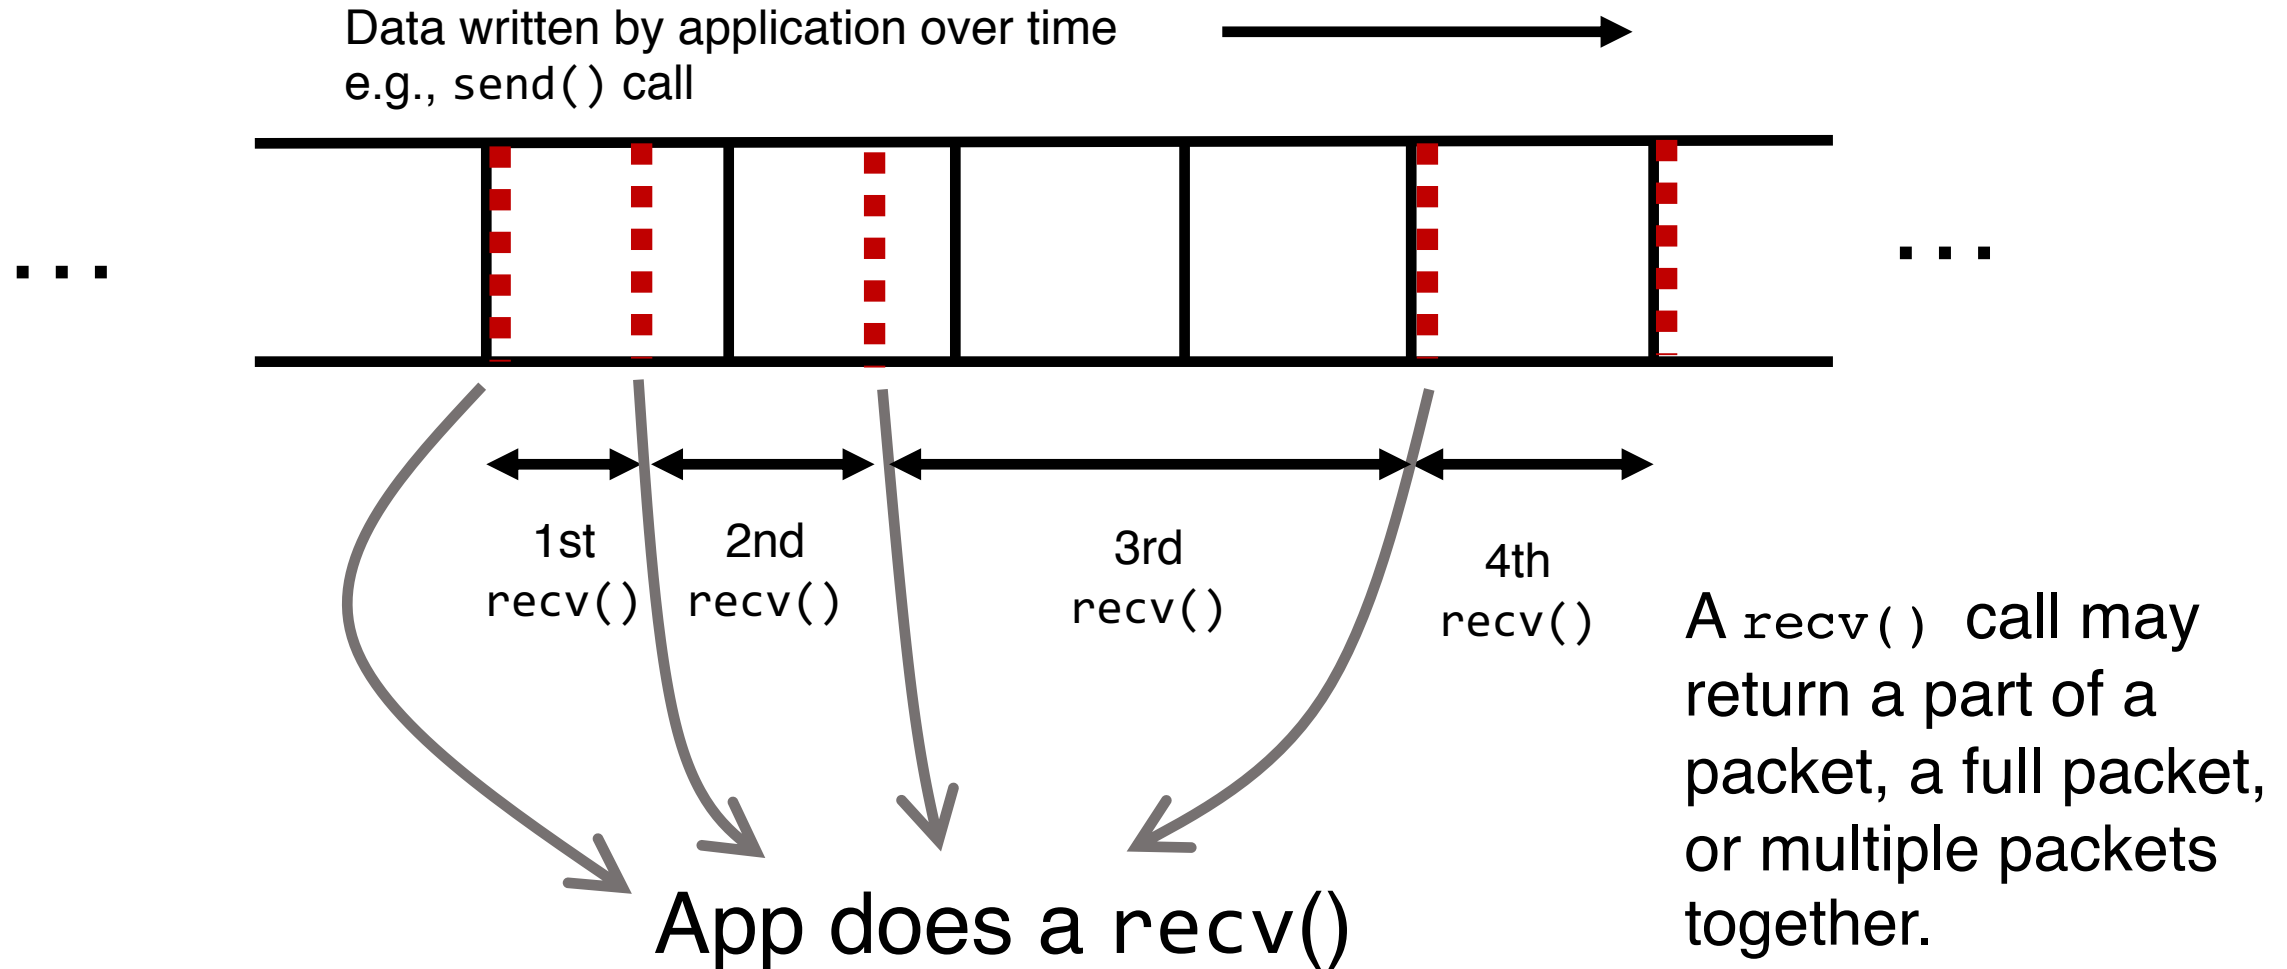 Data written by application over time
e.g., send() call
...
...
1st
recv()
2nd
recv()
3rd
recv()
4th
recv()
A recv() call may
return a part of a
packet, a full packet,
or multiple packets
together.
App does a recv()